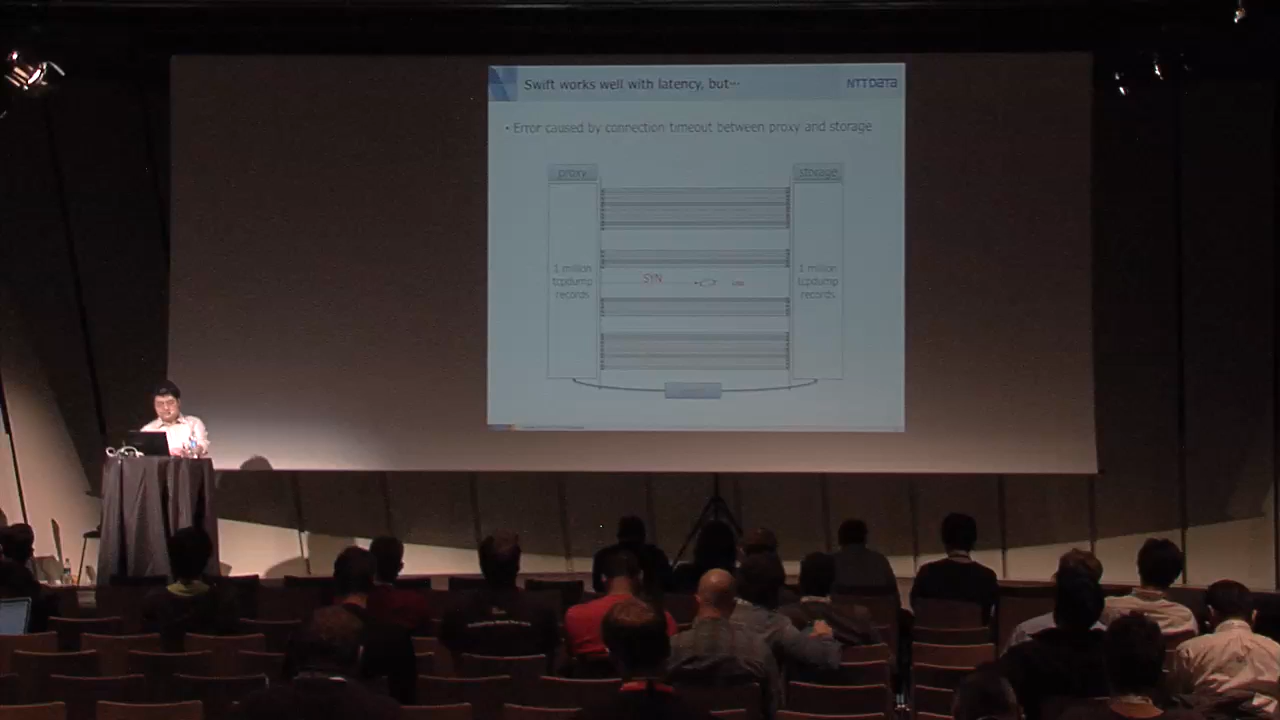 Swift works well with latency, but…
NTT DATA
• Error caused by connection timeout between proxy and storage
proxy
storage
1 million
tcpdump
records
SYN
1 million
tcpdump
records